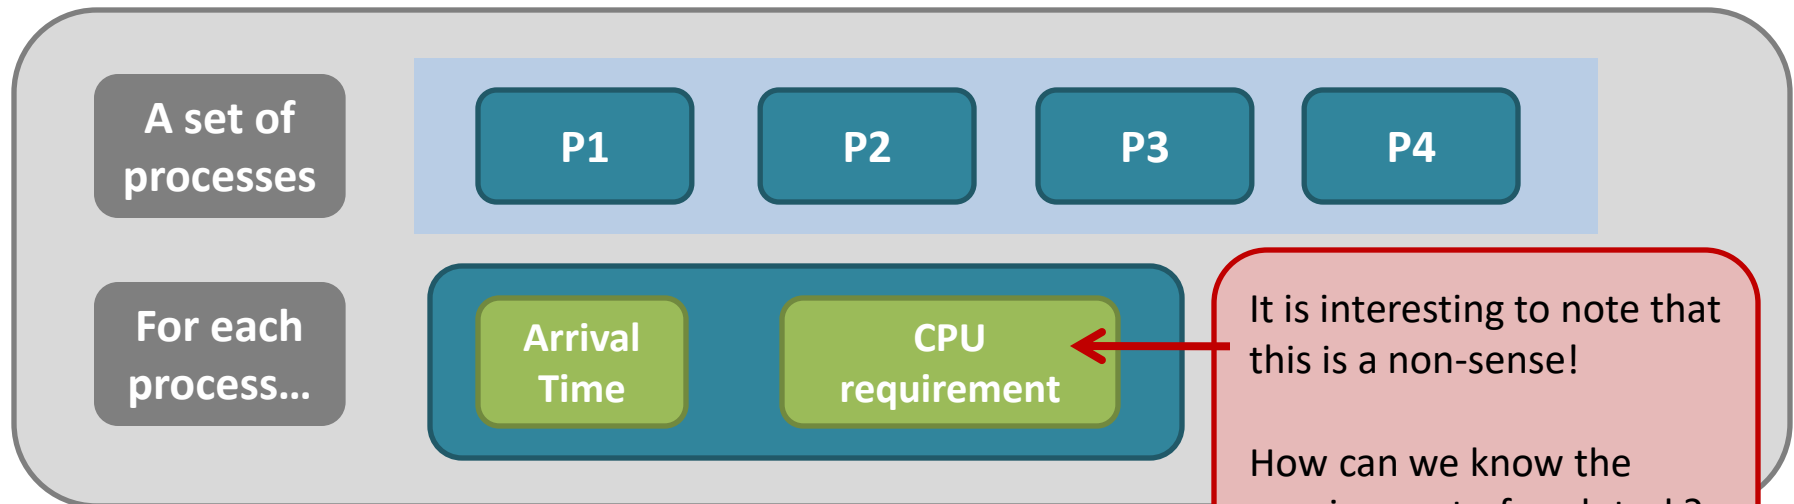 A set of
processes
P1
P2
P3
P4
For each
process...
Arrival
Time
CPU
requirement
It is interesting to note that
this is a non-sense!
How can we know the